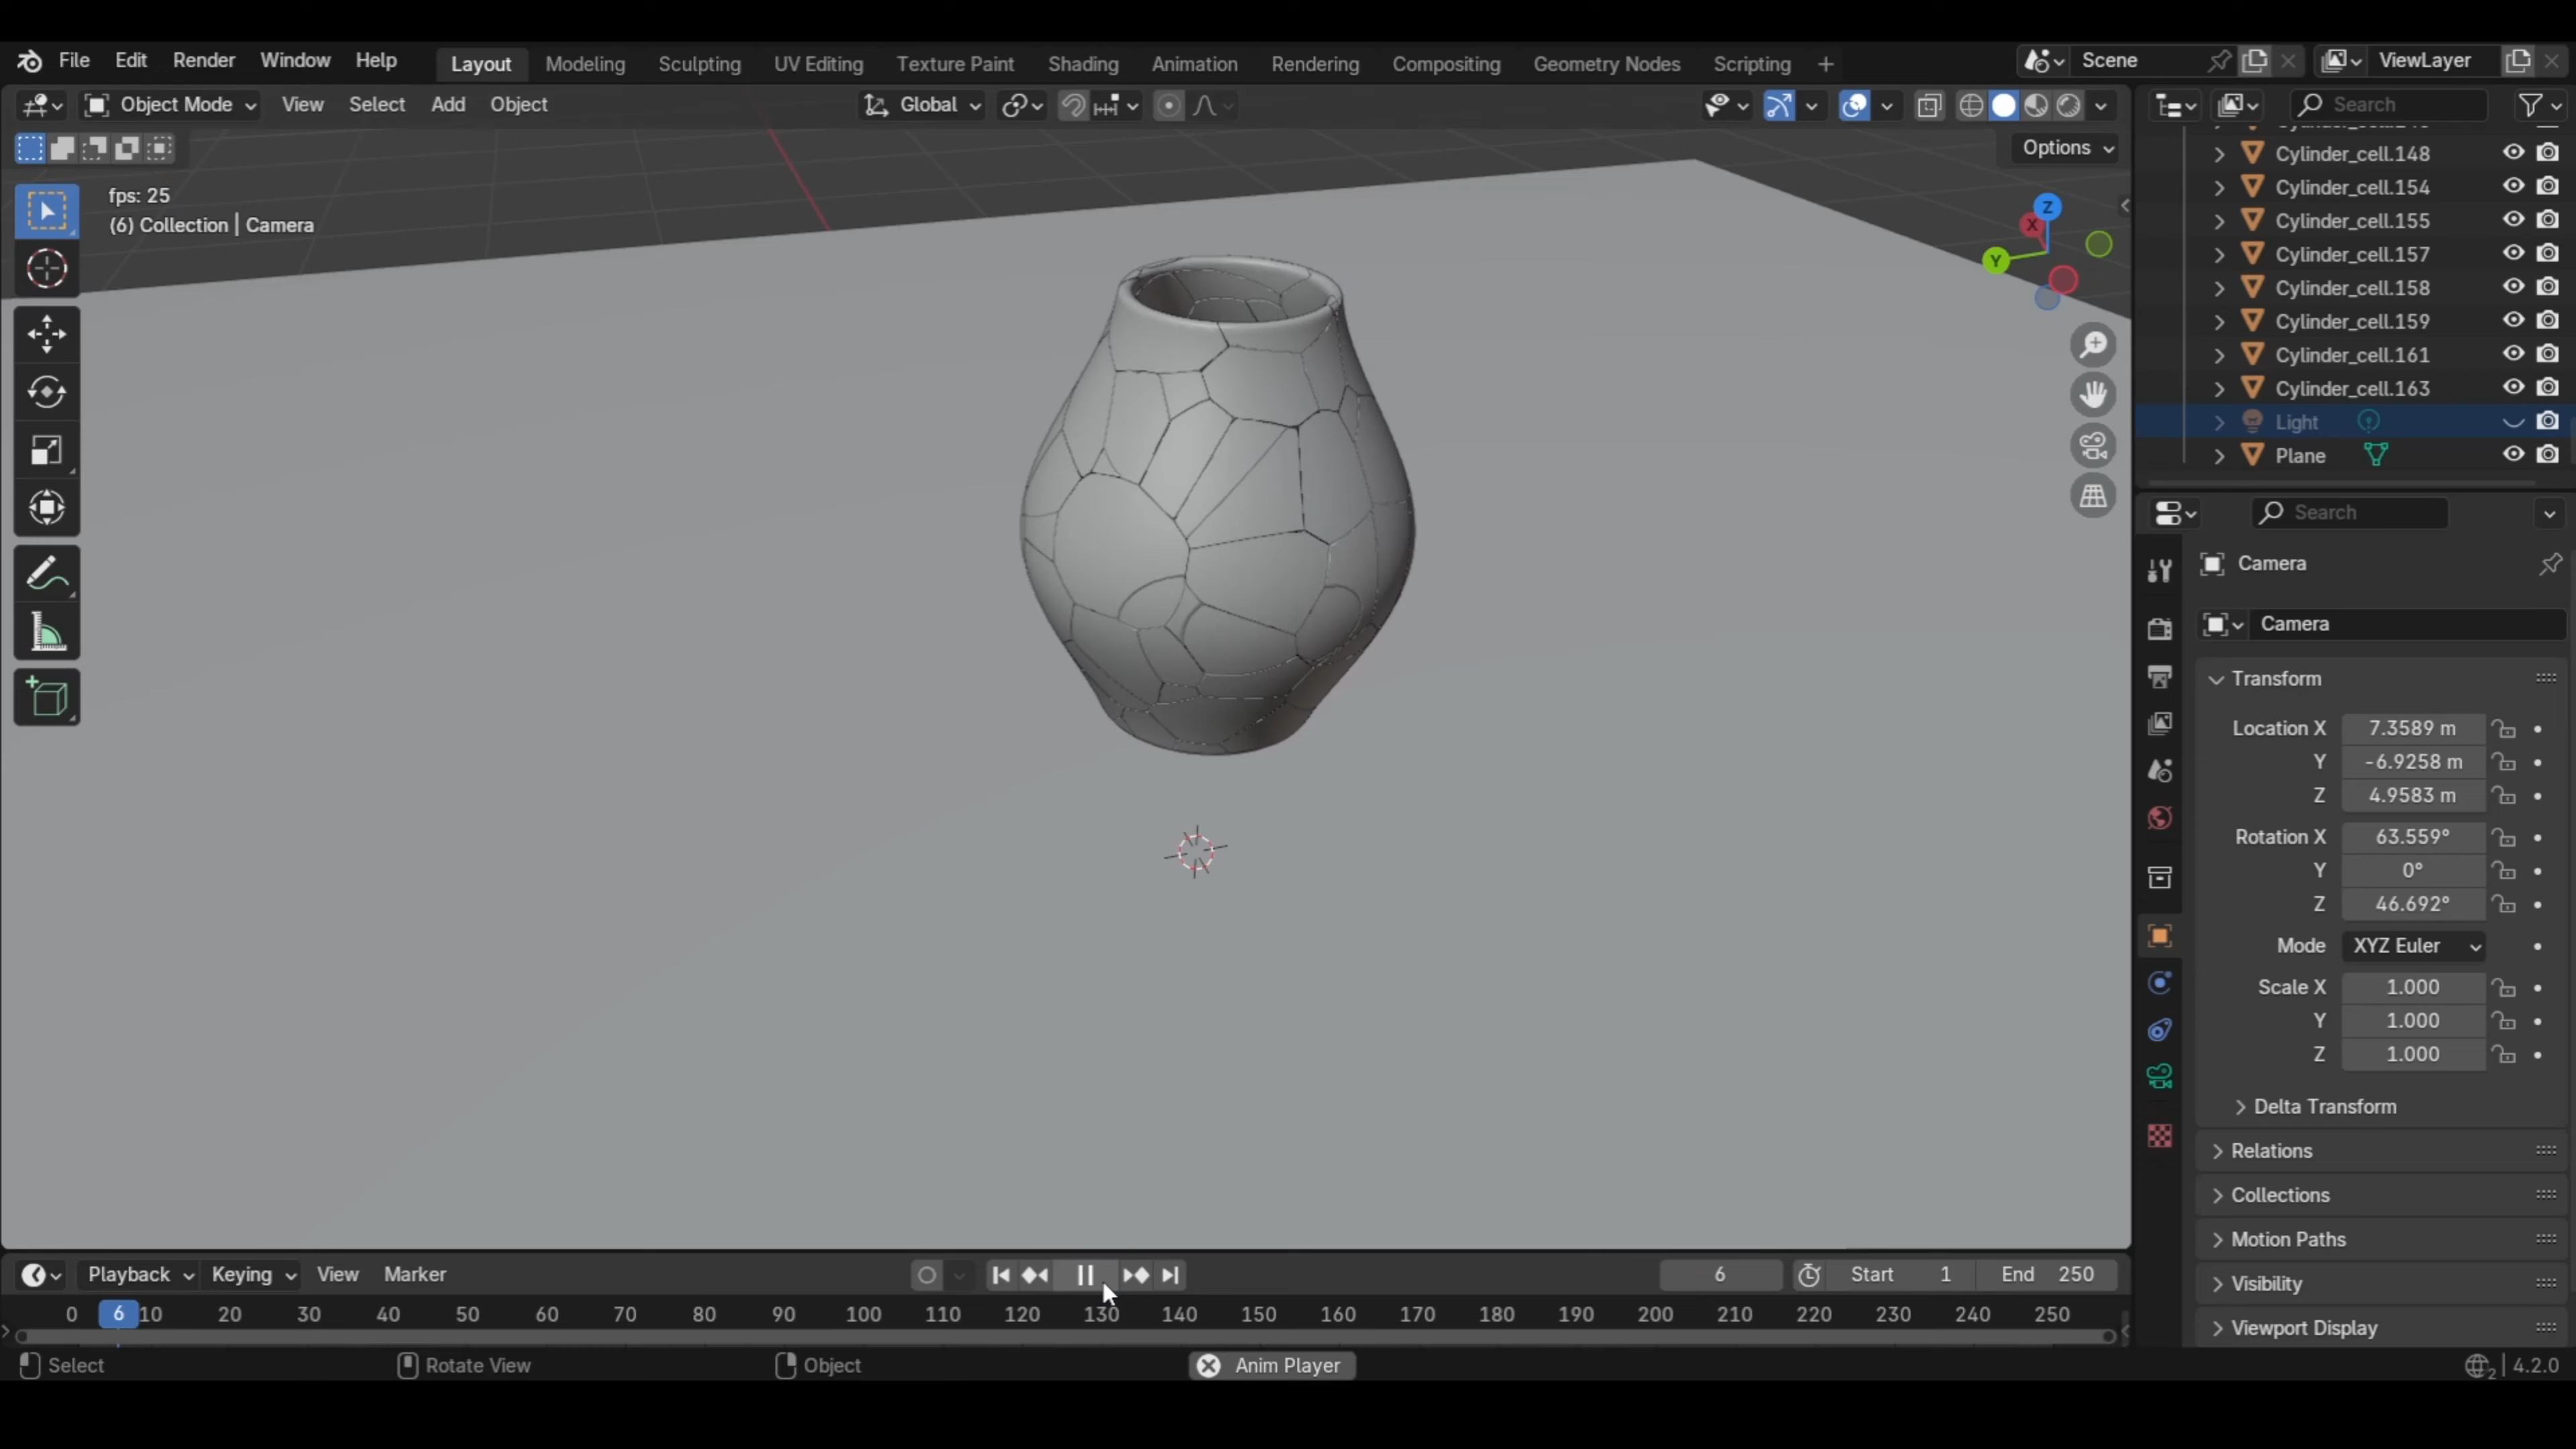 File Edit Render Window Help Layout Modeling Sculpting UV Editing Texture Paint Shading Animation Rendering Compositing Geometry Nodes Scripting + Scene ViewLayer
Object Mode View Select Add Object Global Search
Options
fps: 25
(6) Collection | Camera
Z
X
Y
Cylinder_cell.148
Cylinder_cell.154
Cylinder_cell.155
Cylinder_cell.157
Cylinder_cell.158
Cylinder_cell.159
Cylinder_cell.161
Cylinder_cell.163
Light
Plane
Search
Camera
Camera
Transform
Location X 7.3589 m
Y -6.9258 m
Z 4.9583 m
Rotation X 63.559°
Y 0°
Z 46.692°
Mode XYZ Euler
Scale X 1.000
Y 1.000
Z 1.000
Delta Transform
Relations
Collections
Motion Paths
Visibility
Viewport Display
Playback Keying View Marker 6 Start 1 End 250
0 6 10 20 30 40 50 60 70 80 90 100 110 120 130 140 150 160 170 180 190 200 210 220 230 240 250
Select Rotate View Object Anim Player 2 4.2.0